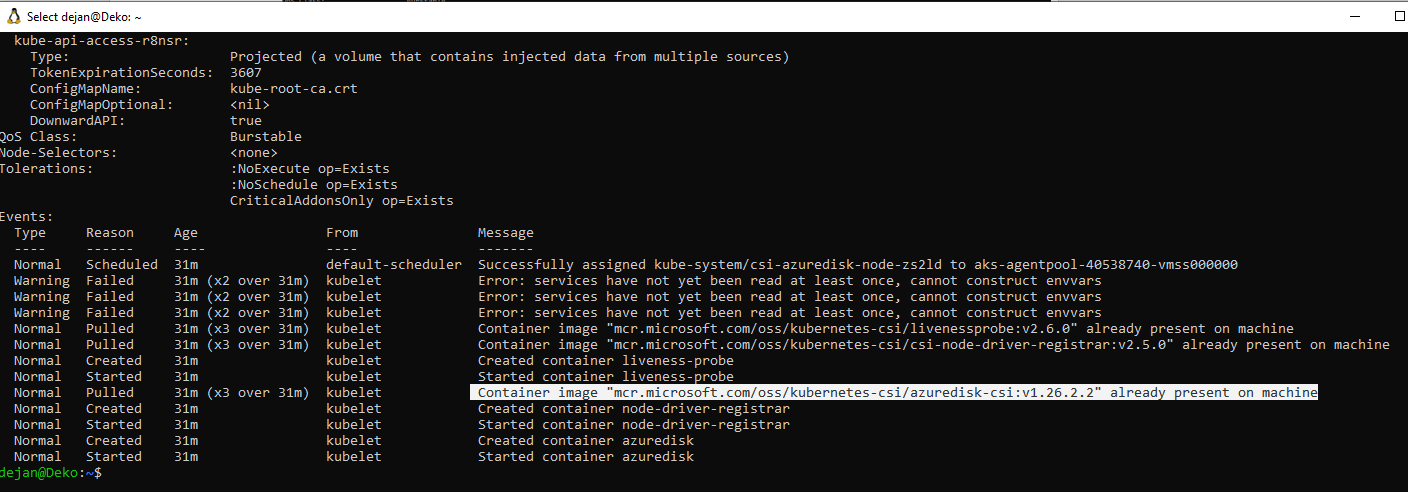 Select dejan@Deko: ~
kube-api-access-r8nsr:
Type: Projected (a volume that contains injected data from multiple sources)
TokenExpirationSeconds: 3607
ConfigMapName: kube-root-ca.crt
ConfigMapOptional: <nil>
DownwardAPI: true
QoS Class: Burstable
Node-Selectors: <none>
Tolerations: :NoExecute op=Exists
:NoSchedule op=Exists
CriticalAddonsOnly op=Exists
Events:
Type Reason Age From Message
---- ------ ---- ---- -------
Normal Scheduled 31m default-scheduler Successfully assigned kube-system/csi-azuredisk-node-zs2ld to aks-agentpool-40538740-vmss000000
Warning Failed 31m (x2 over 31m) kubelet Error: services have not yet been read at least once, cannot construct envvars
Warning Failed 31m (x2 over 31m) kubelet Error: services have not yet been read at least once, cannot construct envvars
Warning Failed 31m (x2 over 31m) kubelet Error: services have not yet been read at least once, cannot construct envvars
Normal Pulled 31m (x3 over 31m) kubelet Container image "mcr.microsoft.com/oss/kubernetes-csi/livenessprobe:v2.6.0" already present on machine
Normal Pulled 31m (x3 over 31m) kubelet Container image "mcr.microsoft.com/oss/kubernetes-csi/csi-node-driver-registrar:v2.5.0" already present on machine
Normal Created 31m kubelet Created container liveness-probe
Normal Started 31m kubelet Started container liveness-probe
Normal Pulled 31m (x3 over 31m) kubelet Container image "mcr.microsoft.com/oss/kubernetes-csi/azuredisk-csi:v1.26.2.2" already present on machine
Normal Created 31m kubelet Created container node-driver-registrar
Normal Started 31m kubelet Started container node-driver-registrar
Normal Created 31m kubelet Created container azuredisk
Normal Started 31m kubelet Started container azuredisk
dejan@Deko:~$